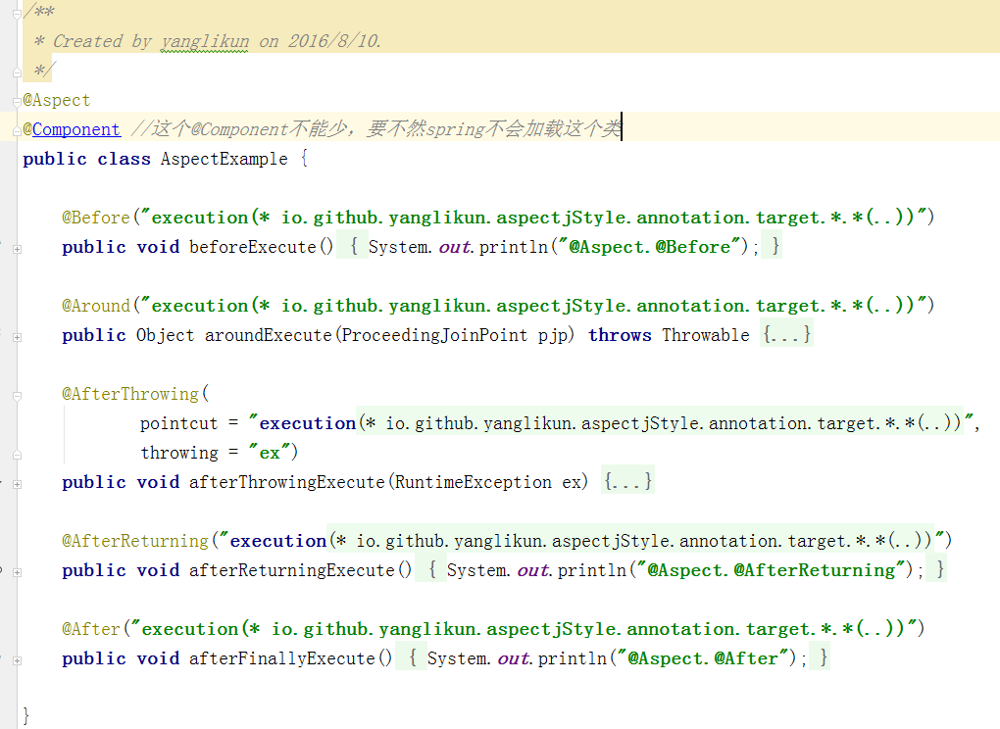 /**
 * Created by yanglikun on 2016/8/10.
 */
@Aspect
@Component //这个@Component不能少，要不然spring不会加载这个类
public class AspectExample {
    @Before("execution(* io.github.yanglikun.aspectjStyle.annotation.target.*.*(..))")
    public void beforeExecute() { System.out.println("@Aspect.@Before"); }
    @Around("execution(* io.github.yanglikun.aspectjStyle.annotation.target.*.*(..))")
    public Object aroundExecute(ProceedingJoinPoint pjp) throws Throwable {...}
    @AfterThrowing(
            pointcut = "execution(* io.github.yanglikun.aspectjStyle.annotation.target.*.*(..))",
            throwing = "ex")
    public void afterThrowingExecute(RuntimeException ex) {...}
    @AfterReturning("execution(* io.github.yanglikun.aspectjStyle.annotation.target.*.*(..))")
    public void afterReturningExecute() { System.out.println("@Aspect.@AfterReturning"); }
    @After("execution(* io.github.yanglikun.aspectjStyle.annotation.target.*.*(..))")
    public void afterFinallyExecute() { System.out.println("@Aspect.@After"); }
}